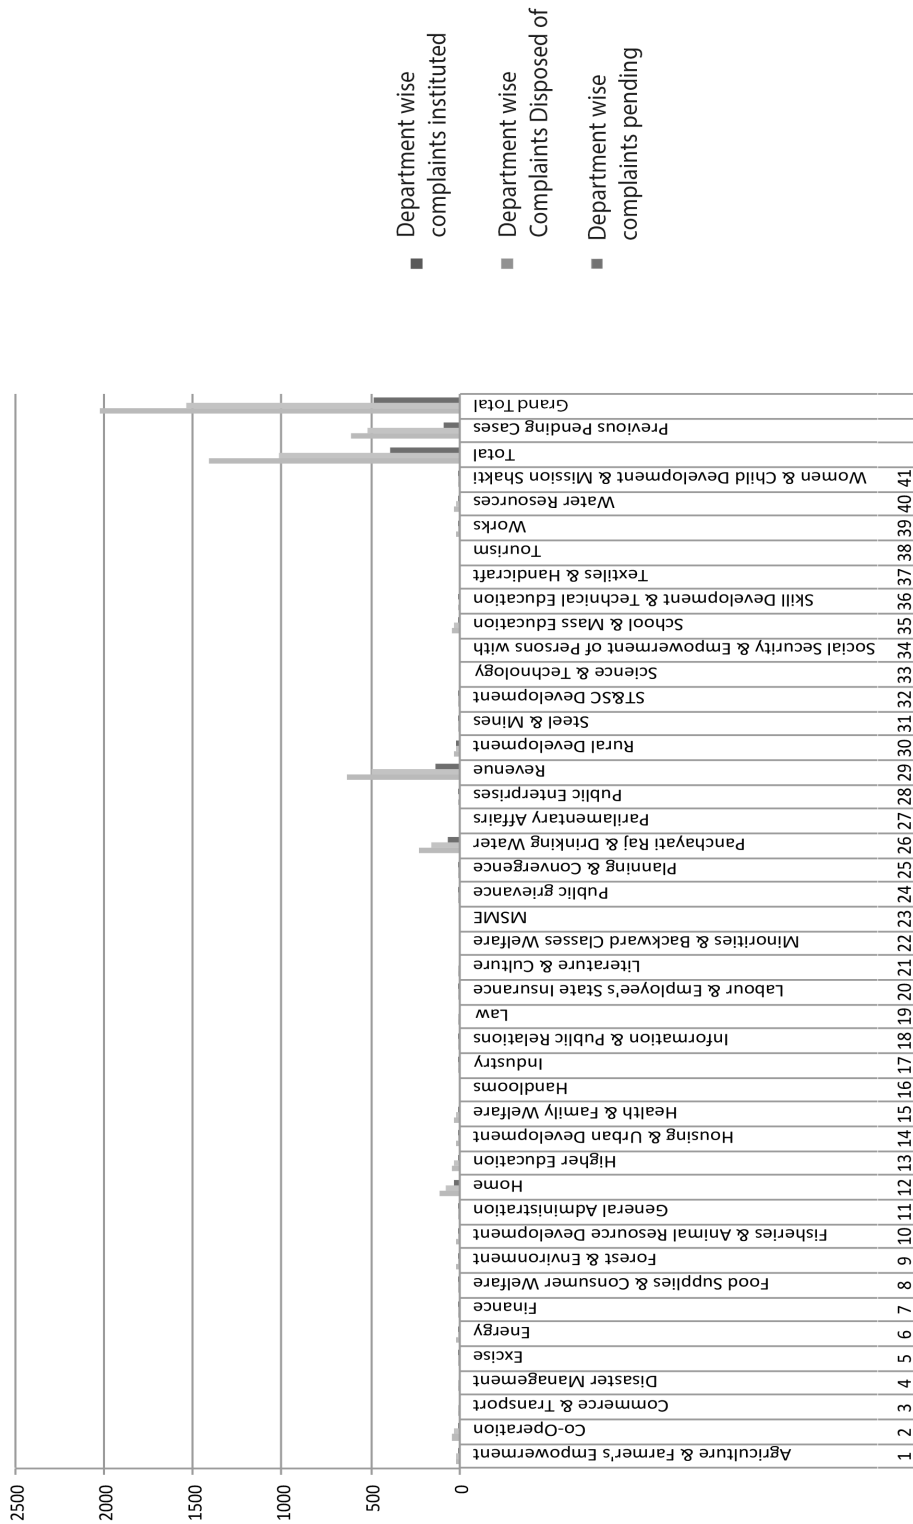 2500
2000
1500
1000
500
0
1 Agriculture & Farmer's Empowerment
2 Co-Operation
3 Commerce & Transport
4 Disaster Management
5 Excise
6 Energy
7 Finance
8 Food Supplies & Consumer Welfare
9 Forest & Environment
10 Fisheries & Animal Resource Development
11 General Administration
12 Home
13 Higher Education
14 Housing & Urban Development
15 Health & Family Welfare
16 Handlooms
17 Industry
18 Information & Public Relations
19 Law
20 Labour & Employee's State Insurance
21 Literature & Culture
22 Minorities & Backward Classes Welfare
23 MSME
24 Public grievance
25 Planning & Convergence
26 Panchayati Raj & Drinking Water
27 Parilamentary Affairs
28 Public Enterprises
29 Revenue
30 Rural Development
31 Steel & Mines
32 ST&SC Development
33 Science & Technology
34 Social Security & Empowerment of Persons with
35 School & Mass Education
36 Skill Development & Technical Education
37 Textiles & Handicraft
38 Tourism
39 Works
40 Water Resources
41 Women & Child Development & Mission Shakti
Total
Previous Pending Cases
Grand Total
Department wise
complaints instituted
Department wise
Complaints Disposed of
Department wise
complaints pending